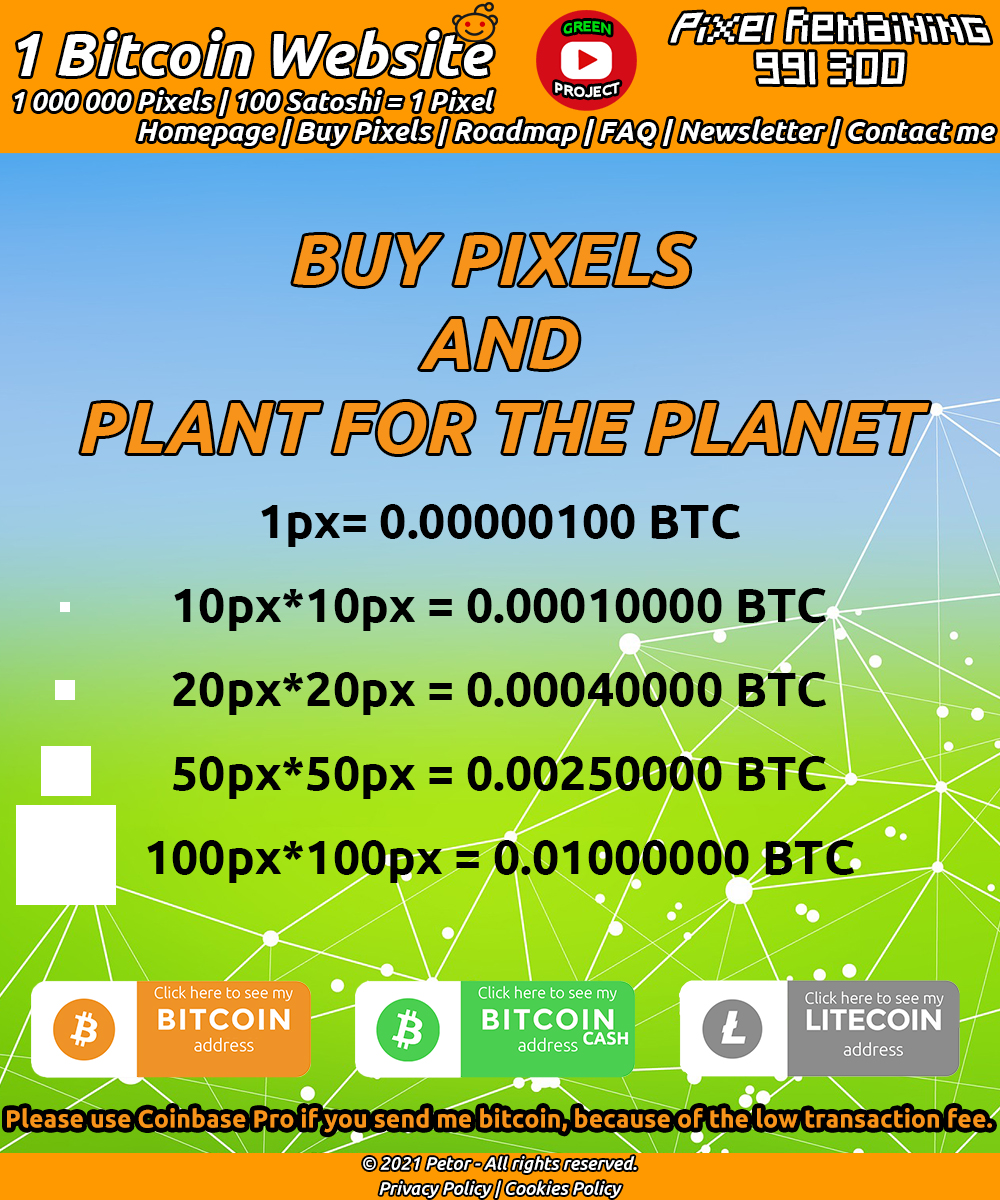 1 Bitcoin Website
1 000 000 Pixels | 100 Satoshi = 1 Pixel
GREEN
PROJECT
Pixel Remaining
991 300
Homepage | Buy Pixels | Roadmap | FAQ | Newsletter | Contact me
BUY PIXELS
AND
PLANT FOR THE PLANET
1px= 0.00000100 BTC
10px*10px = 0.00010000 BTC
20px*20px = 0.00040000 BTC
50px*50px = 0.00250000 BTC
100px*100px = 0.01000000 BTC
Click here to see my
BITCOIN
address
Click here to see my
BITCOIN
address CASH
Click here to see my
LITECOIN
address
Please use Coinbase Pro if you send me bitcoin, because of the low transaction fee.
© 2021 Petor - All rights reserved.
Privacy Policy | Cookies Policy